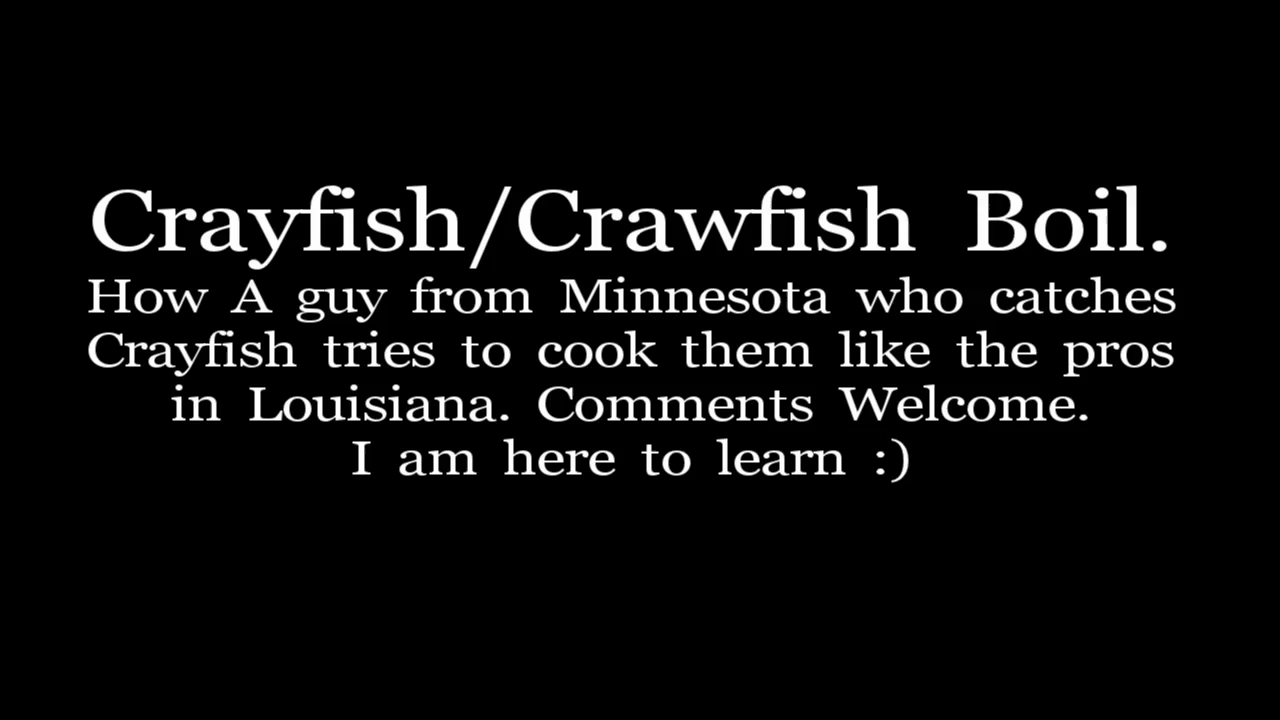 Crayfish/Crawfish Boil.
How A guy from Minnesota who catches
Crayfish tries to cook them like the pros
in Louisiana. Comments Welcome.
I am here to learn :)